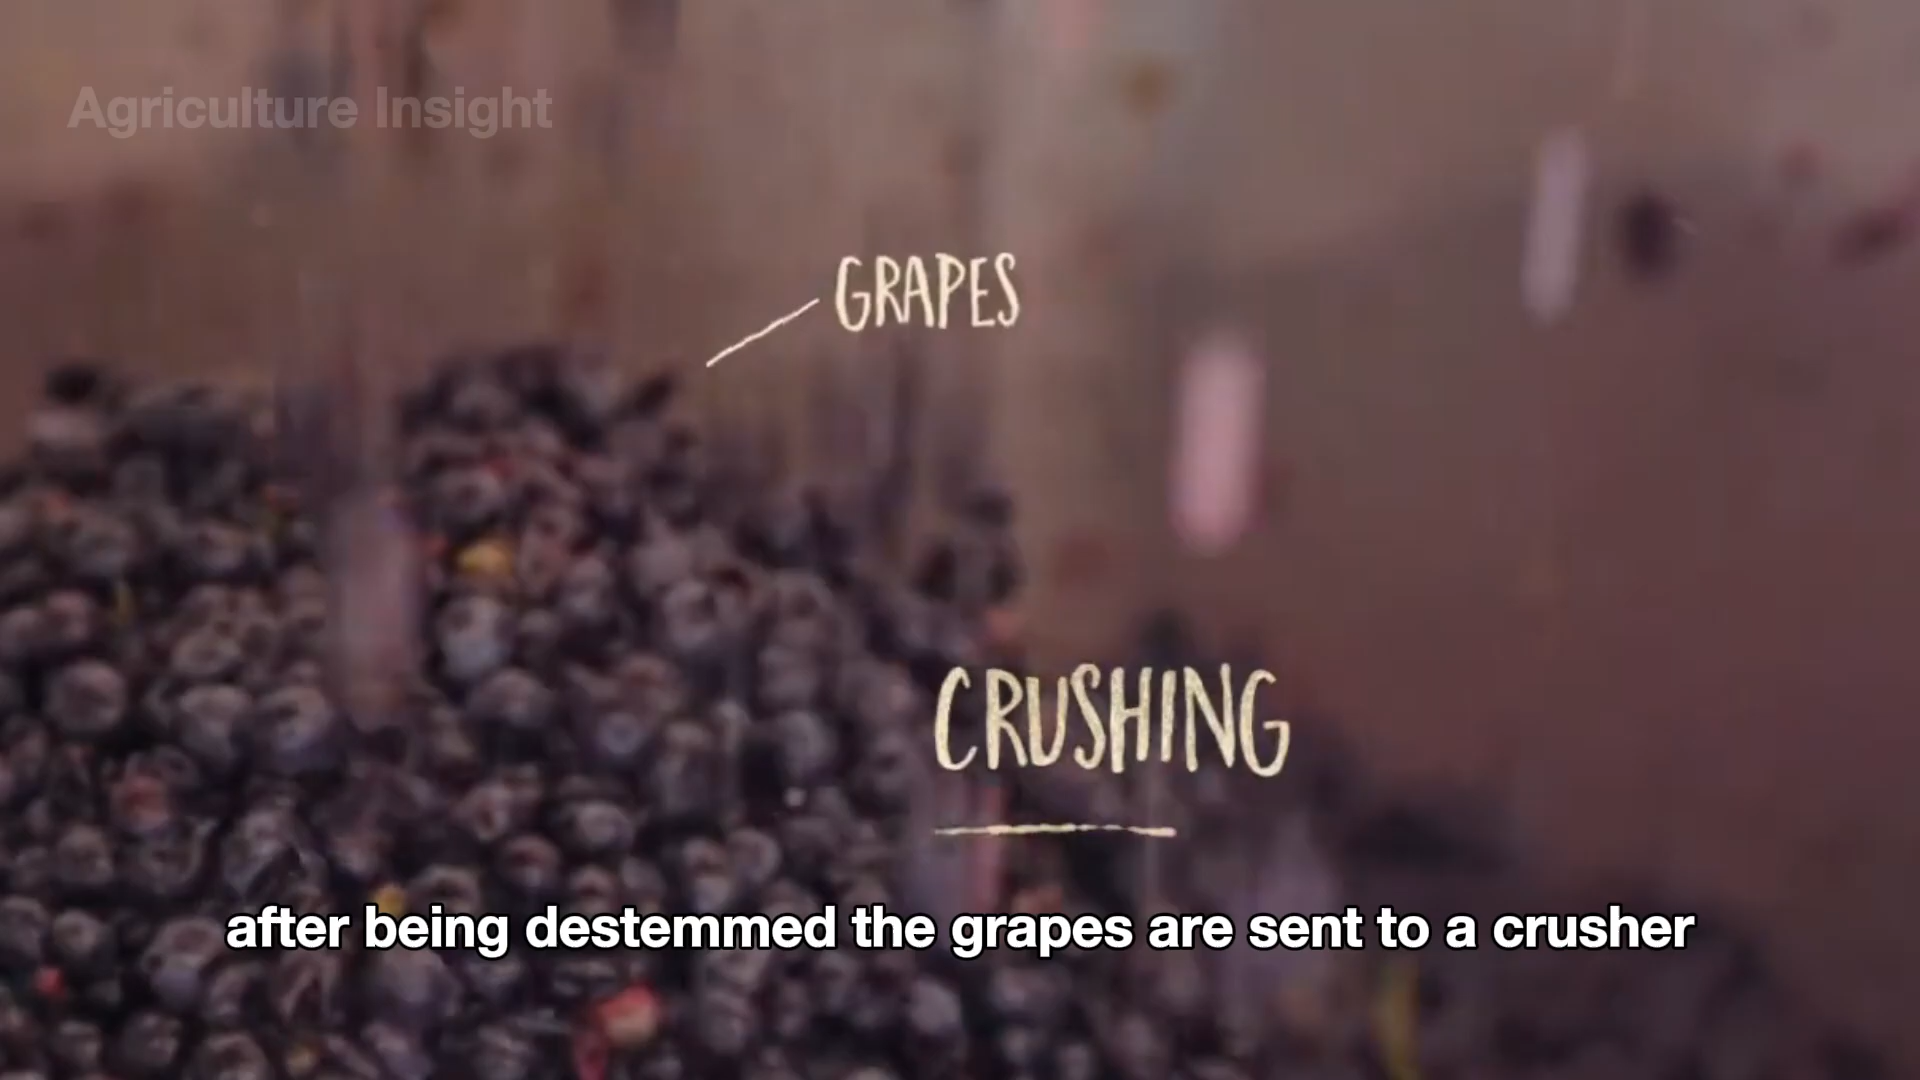 Agriculture Insight
GRAPES
CRUSHING
after being destemmed the grapes are sent to a crusher